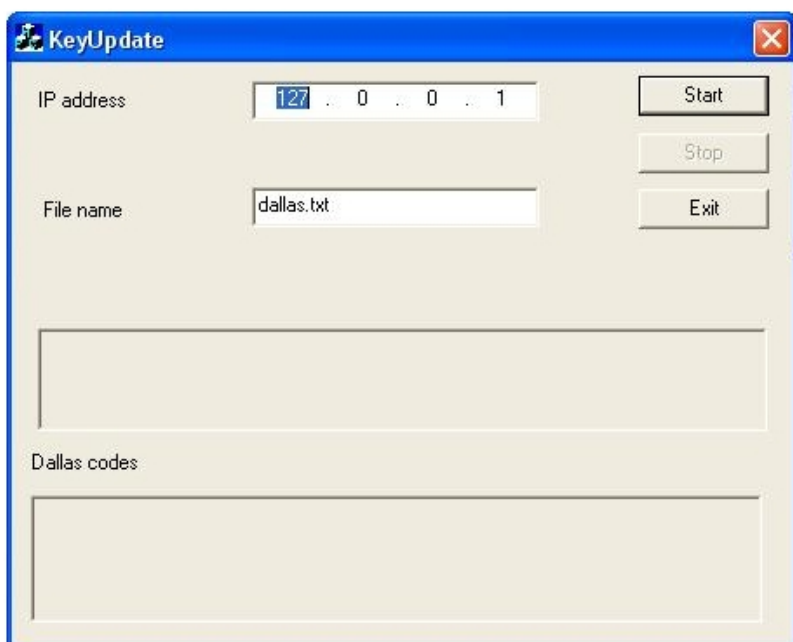 KeyUpdate
IP address 127 . 0 . 0 . 1 Start
Stop
File name dallas.txt Exit
Dallas codes